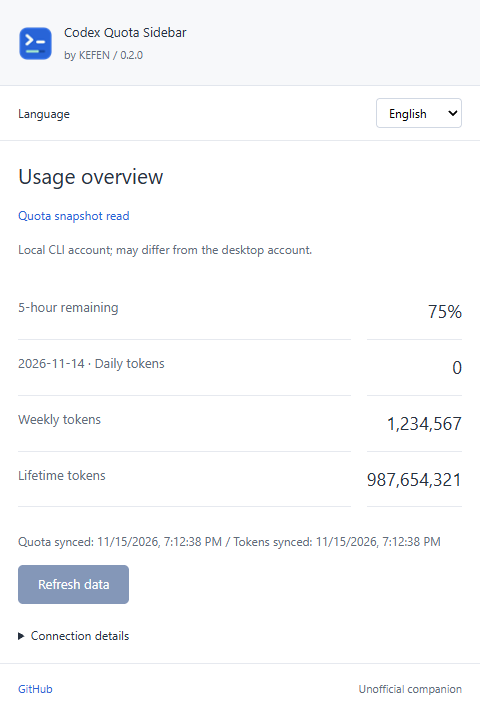 Codex Quota Sidebar
by KEFEN / 0.2.0
Language
English
Usage overview
Quota snapshot read
Local CLI account; may differ from the desktop account.
5-hour remaining
75%
2026-11-14 · Daily tokens
0
Weekly tokens
1,234,567
Lifetime tokens
987,654,321
Quota synced: 11/15/2026, 7:12:38 PM / Tokens synced: 11/15/2026, 7:12:38 PM
Refresh data
Connection details
GitHub
Unofficial companion